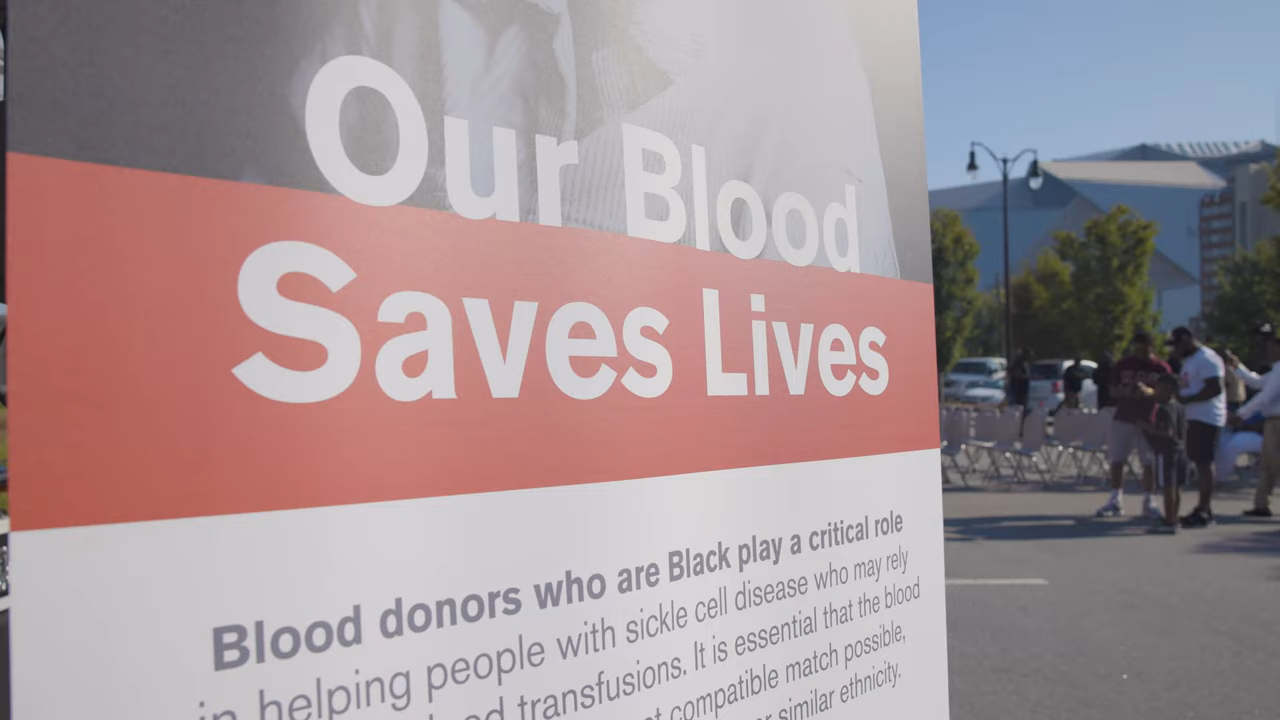 Our Blood
Saves Lives
Blood donors who are Black play a critical role
in helping people with sickle cell disease who may rely
transfusions. It is essential that the blood
compatible match possible,
similar ethnicity.